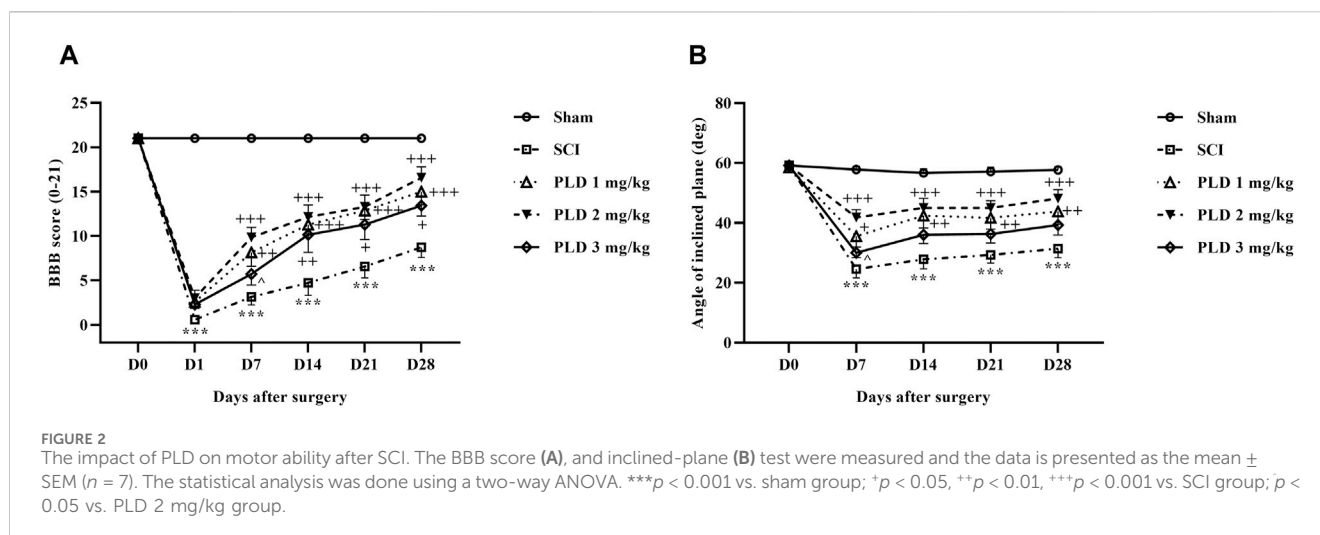 A
BBB score (0-21)
25
20
15
10
5
0
D0 D1 D7 D14 D21 D28
Days after surgery
Sham
SCI
PLD 1 mg/kg
PLD 2 mg/kg
PLD 3 mg/kg
+++
+++
+++
+++
+++
+++
+++
++
++
+
+
^
***
***
***
***
***
B
Angle of inclined plane (deg)
80
60
40
20
0
D0 D7 D14 D21 D28
Days after surgery
Sham
SCI
PLD 1 mg/kg
PLD 2 mg/kg
PLD 3 mg/kg
+++
+++
+++
+++
+
++
++
++
^
***
***
***
***
FIGURE 2
The impact of PLD on motor ability after SCI. The BBB score (A), and inclined-plane (B) test were measured and the data is presented as the mean ±
SEM (n = 7). The statistical analysis was done using a two-way ANOVA. ***p < 0.001 vs. sham group; +p < 0.05, ++p < 0.01, +++p < 0.001 vs. SCI group; ^p <
0.05 vs. PLD 2 mg/kg group.